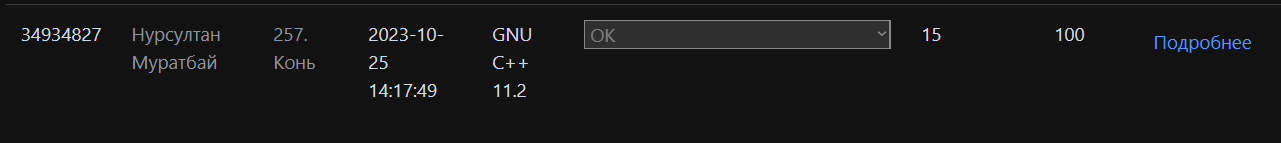 34934827 Нурсултан 257. 2023-10- GNU OK 15 100 Подробнее
Муратбай Конь 25 C++
14:17:49 11.2